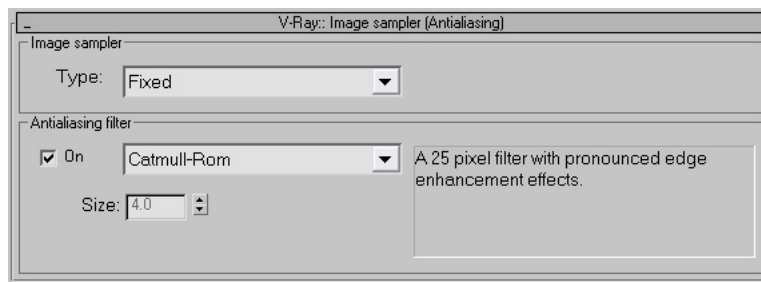 V-Ray:: Image sampler (Antialiasing)
Image sampler
Type: Fixed
Antialiasing filter
On Catmull-Rom
A 25 pixel filter with pronounced edge
enhancement effects.
Size: 4.0